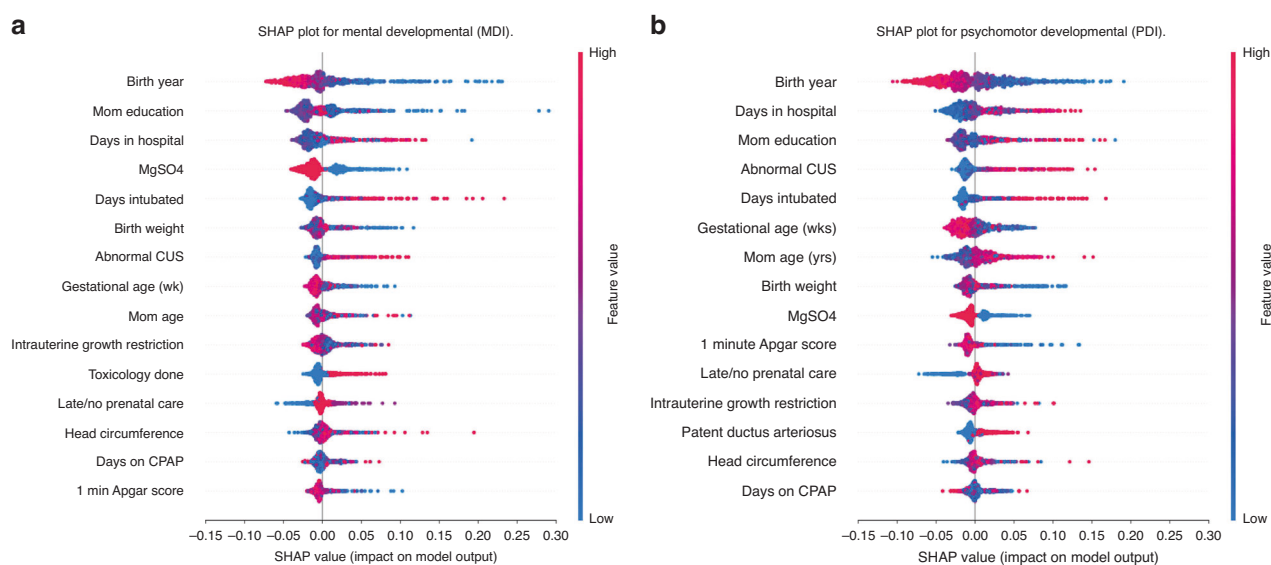 a
SHAP plot for mental developmental (MDI).
High
Birth year
Mom education
Days in hospital
MgSO4
Days intubated
Birth weight
Abnormal CUS
Gestational age (wk)
Mom age
Intrauterine growth restriction
Toxicology done
Late/no prenatal care
Head circumference
Days on CPAP
1 min Apgar score
Feature value
Low
−0.15 −0.10 −0.05 0.00 0.05 0.10 0.15 0.20 0.25 0.30
SHAP value (impact on model output)
b
SHAP plot for psychomotor developmental (PDI).
High
Birth year
Days in hospital
Mom education
Abnormal CUS
Days intubated
Gestational age (wks)
Mom age (yrs)
Birth weight
MgSO4
1 minute Apgar score
Late/no prenatal care
Intrauterine growth restriction
Patent ductus arteriosus
Head circumference
Days on CPAP
Feature value
Low
−0.15 −0.10 −0.05 0.00 0.05 0.10 0.15 0.20 0.25 0.30
SHAP value (impact on model output)